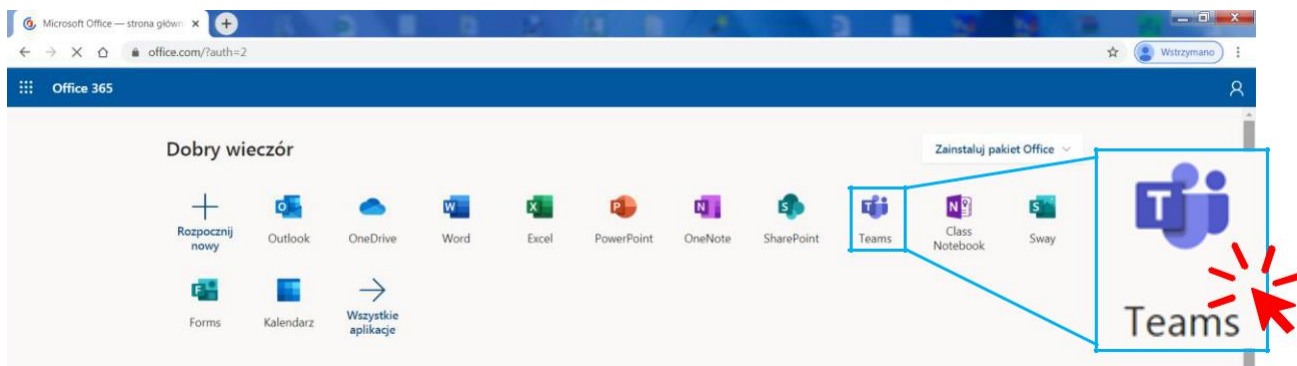 Microsoft Office — strona główn
office.com/?auth=2
Wstrzymano
Office 365
Dobry wieczór
Zainstaluj pakiet Office
Rozpocznij
nowy
Outlook
OneDrive
Word
Excel
PowerPoint
OneNote
SharePoint
Teams
Class
Notebook
Sway
Forms
Kalendarz
Wszystkie
aplikacje
Teams